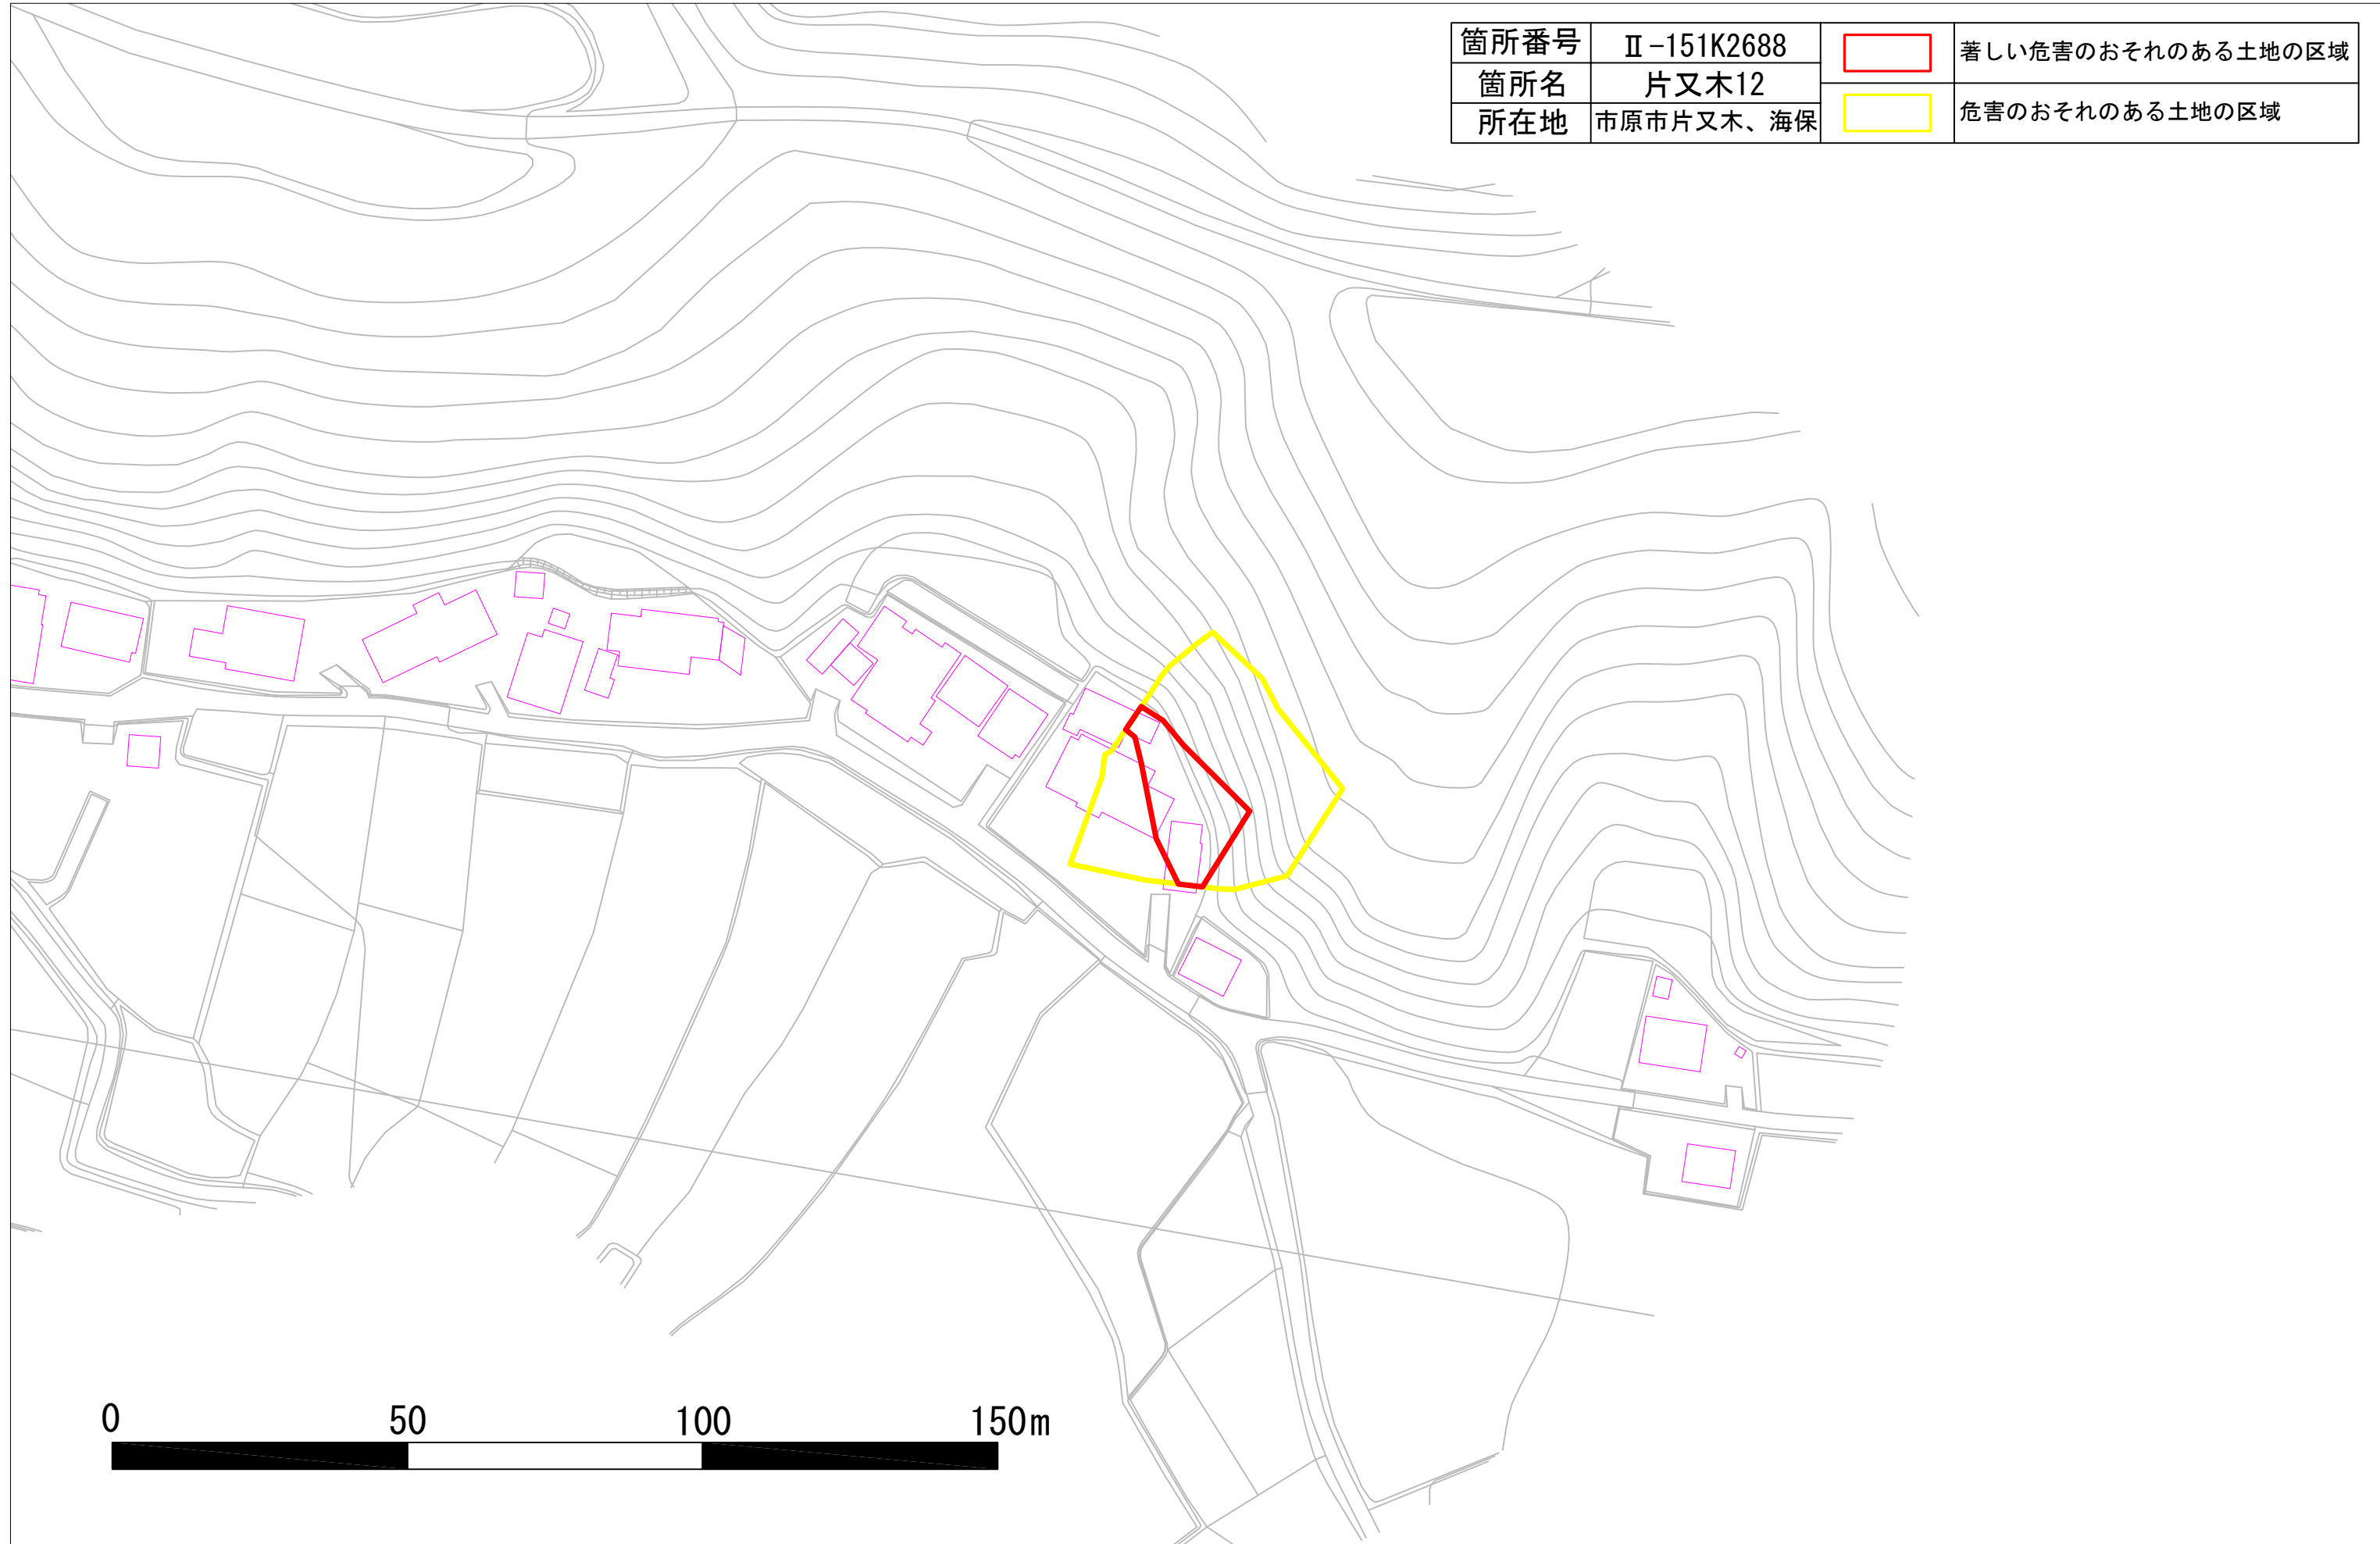 箇所番号 Ⅱ-151K2688 著しい危害のおそれのある土地の区域
箇所名 片又木12
危害のおそれのある土地の区域
所在地 市原市片又木、海保
0 50 100 150m